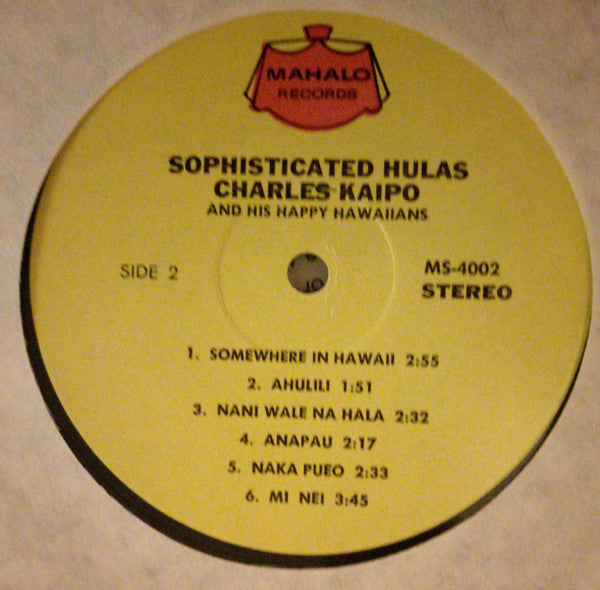 MAHALO
RECORDS
SOPHISTICATED HULAS
CHARLES KAIPO
AND HIS HAPPY HAWAIIANS
SIDE 2
MS-4002
STEREO
1. SOMEWHERE IN HAWAII 2:55
2. AHULILI 1:51
3. NANI WALE NA HALA 2:32
4. ANAPAU 2:17
5. NAKA PUEO 2:33
6. MI NEI 3:45